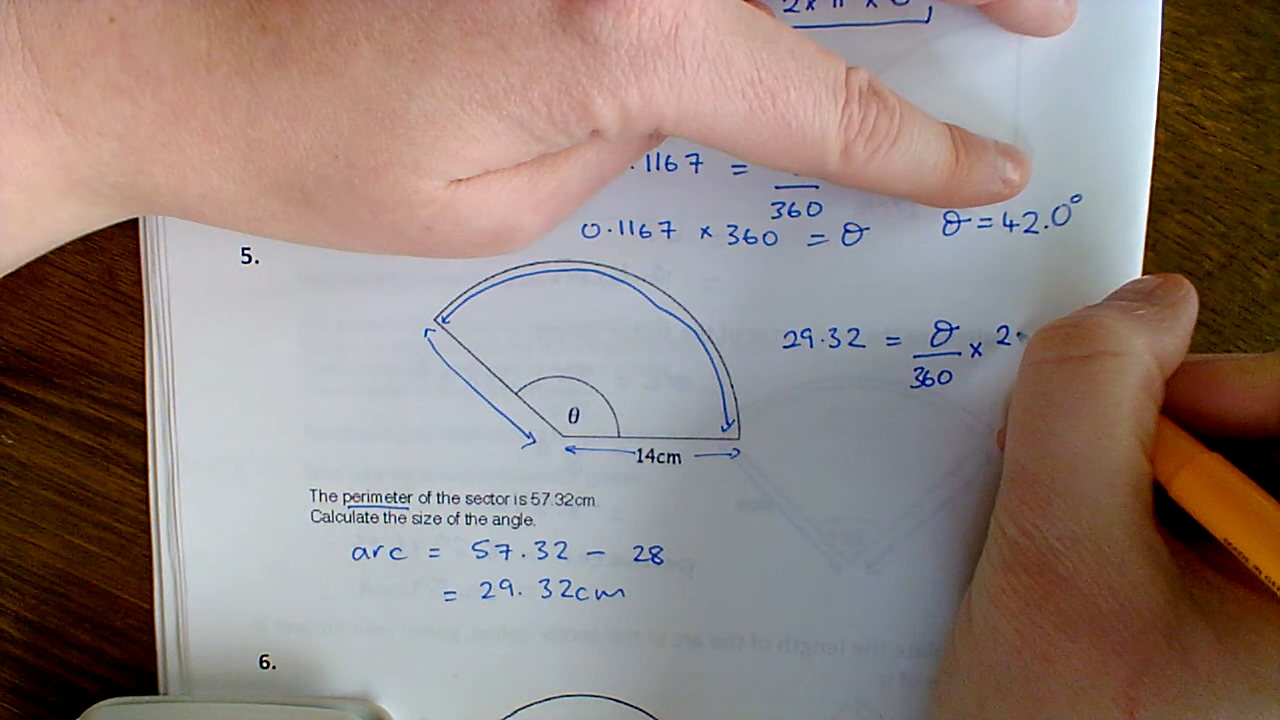 .1167 =
360
0.1167 × 360 = θ θ = 42.0°
5.
29.32 = θ/360 × 2
θ
14cm
The perimeter of the sector is 57.32cm.
Calculate the size of the angle.
arc = 57.32 - 28
= 29.32cm
6.